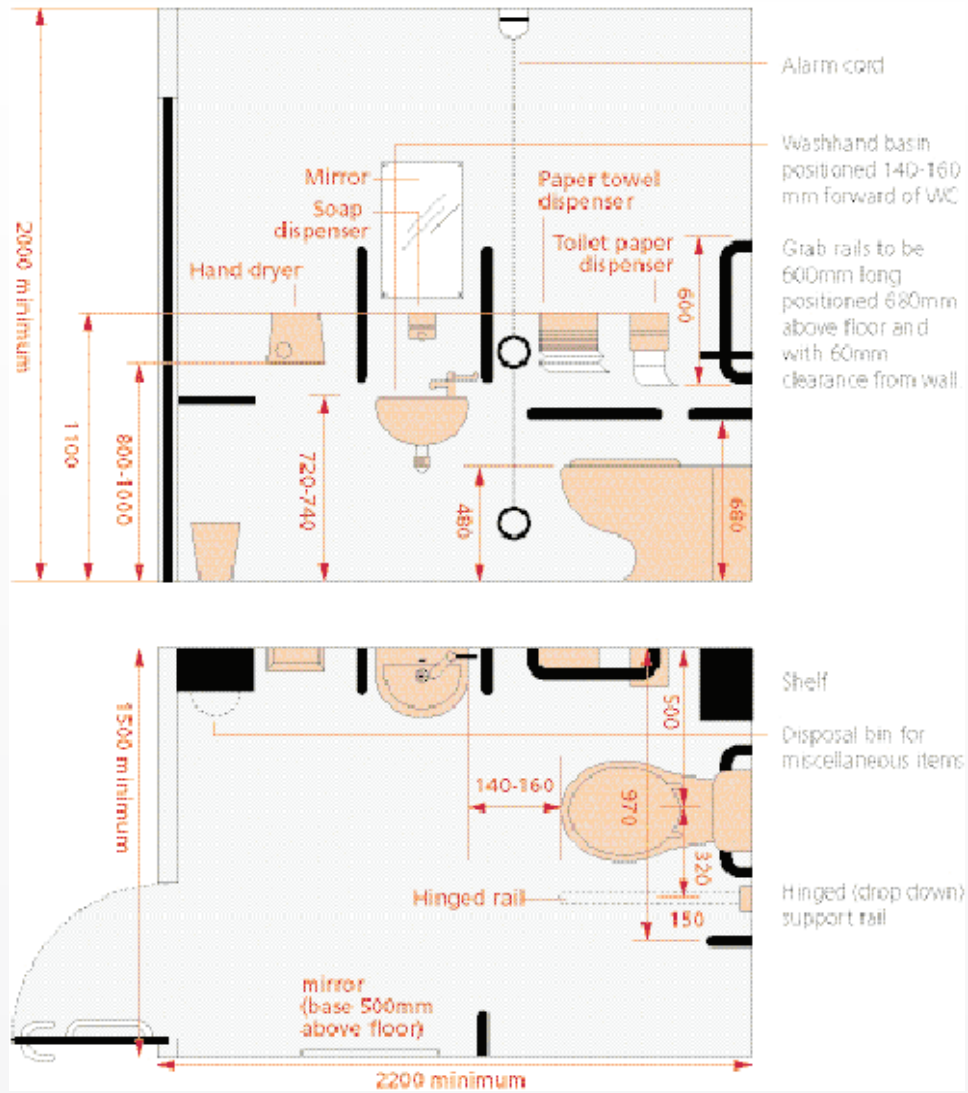 Alarm cord
Washhand basin
positioned 140-160
mm forward of WC
Mirror
Soap
dispenser
Paper towel
dispenser
Toilet paper
dispenser
Hand dryer
Grab rails to be
600mm long
positioned 680mm
above floor and
with 60mm
clearance from wall
600
2000 minimum
1100
800-1000
720-740
480
680
Shelf
Disposal bin for
miscellaneous items
1500 minimum
500
140-160
970
320
Hinged rail
150
Hinged (drop down)
support rail
mirror
(base 500mm
above floor)
2200 minimum